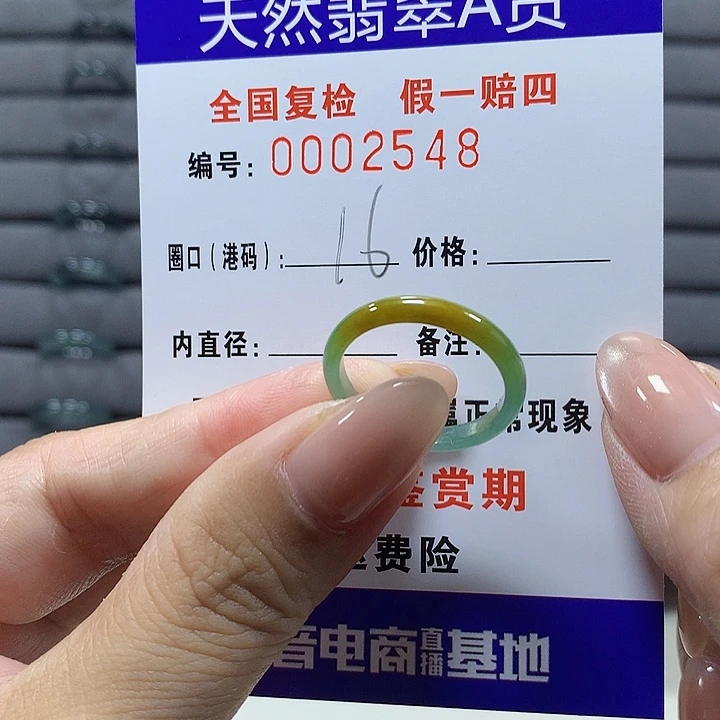 天然翡翠A货
全国复检 假一赔四
编号: 0002548
圈口(港码): 16 价格:
内直径: 备注:
属正常现象
鉴赏期
费险
音电商直播基地